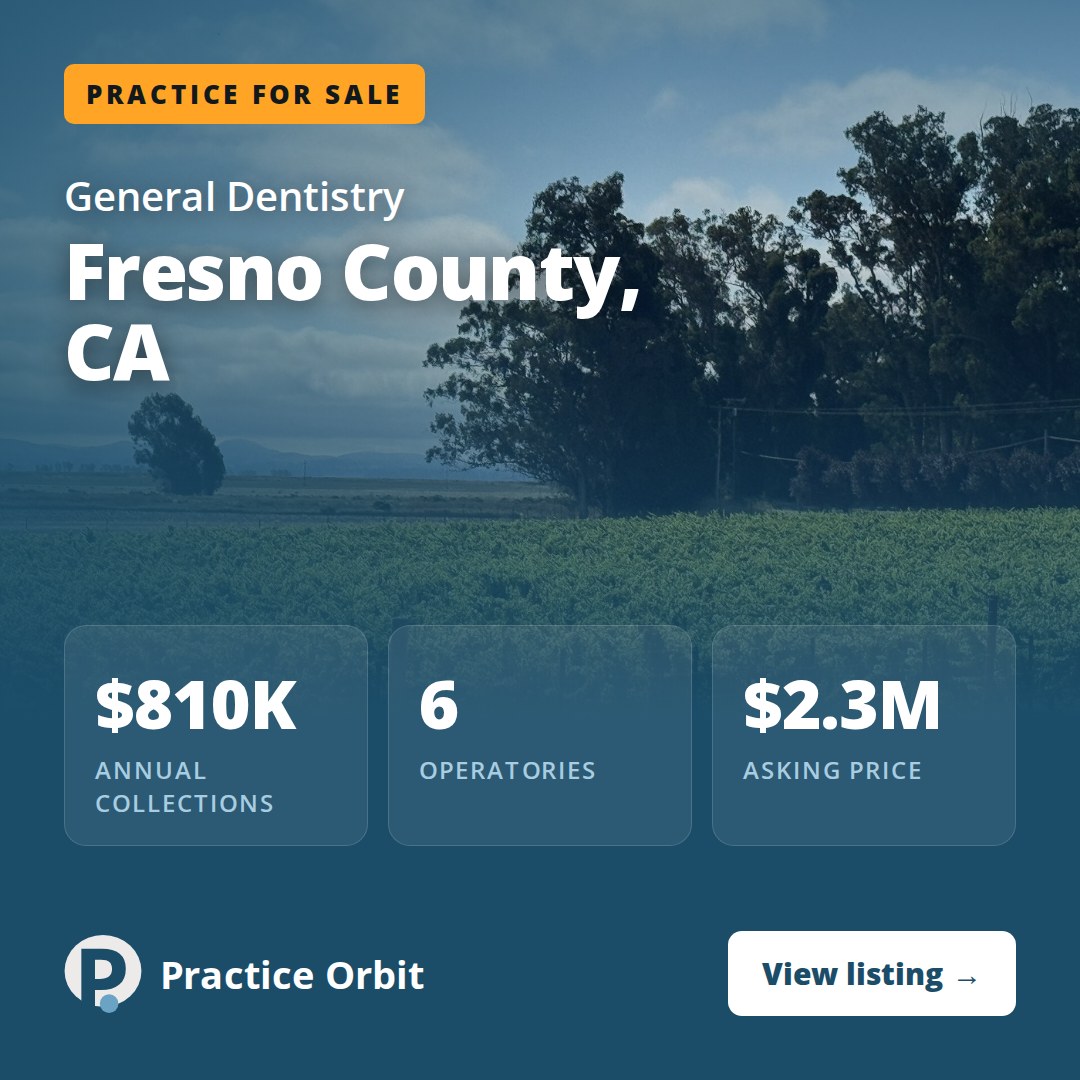 PRACTICE FOR SALE
General Dentistry
Fresno County,
CA
$810K
ANNUAL
COLLECTIONS
6
OPERATORIES
$2.3M
ASKING PRICE
P
Practice Orbit
View listing →